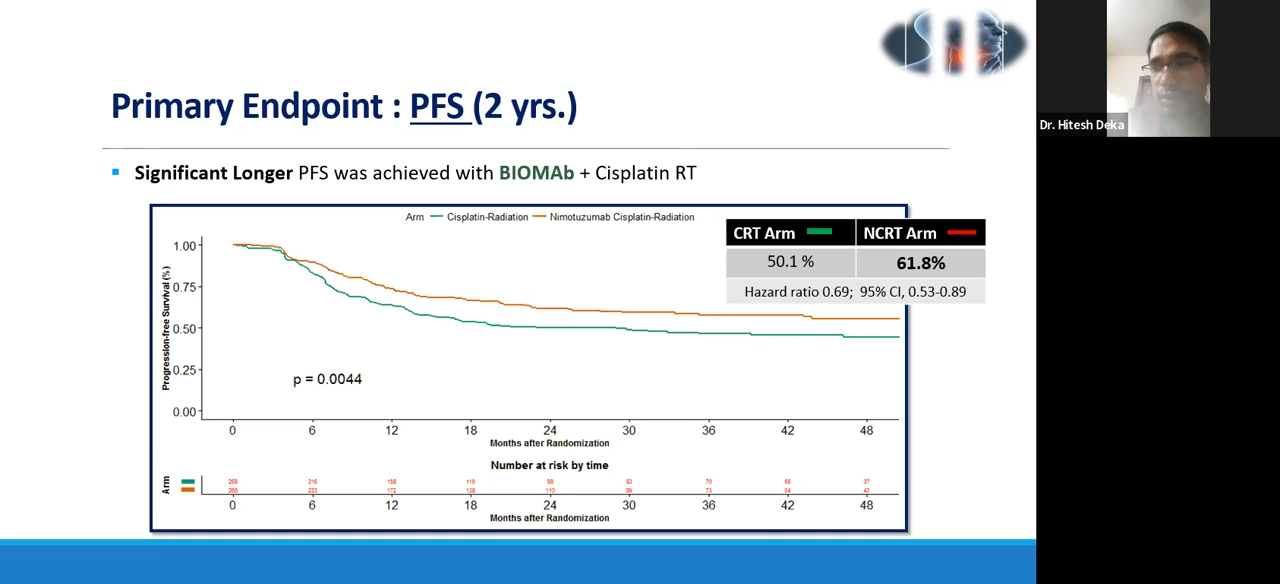 Primary Endpoint : PFS (2 yrs.)
Dr. Hitesh Deka
Significant Longer PFS was achieved with BIOMAb + Cisplatin RT
Arm Cisplatin-Radiation Nimotuzumab Cisplatin-Radiation
CRT Arm NCRT Arm
50.1 % 61.8%
Hazard ratio 0.69; 95% CI, 0.53-0.89
Progression-free Survival (%)
1.00
0.75
0.50
0.25
0.00
p = 0.0044
0 6 12 18 24 30 36 42 48
Months after Randomization
Number at risk by time
Arm
0 6 12 18 24 30 36 42 48
Months after Randomization